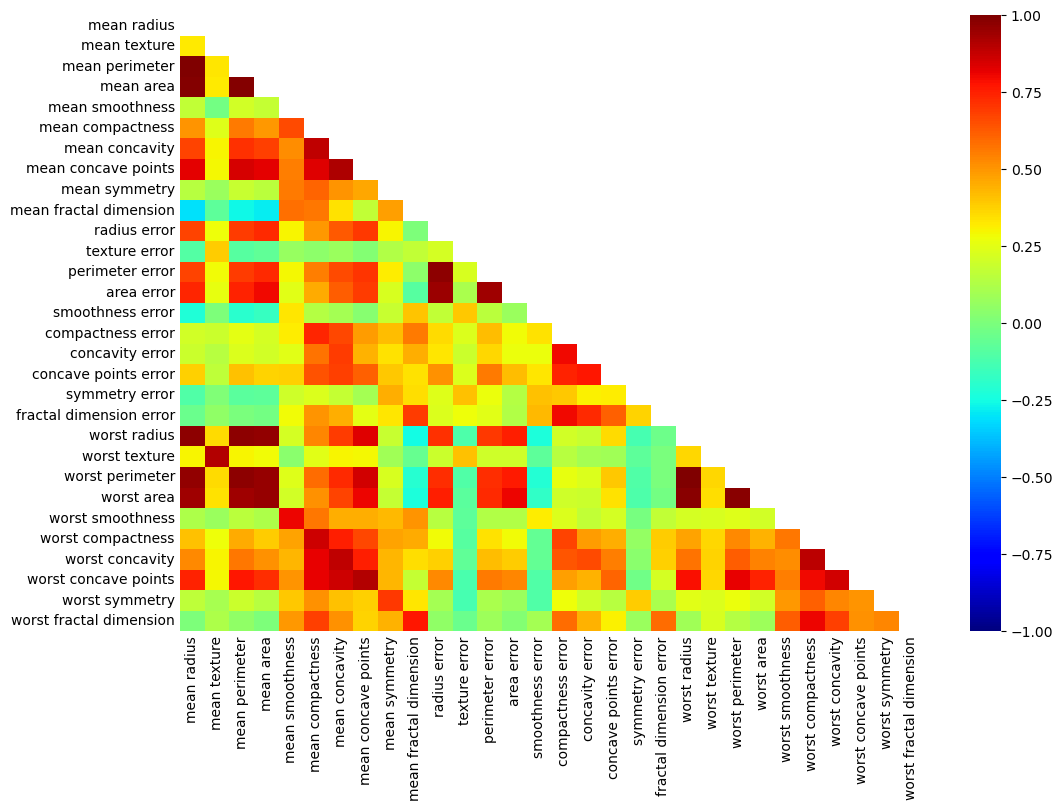 mean radius
mean texture
mean perimeter
mean area
mean smoothness
mean compactness
mean concavity
mean concave points
mean symmetry
mean fractal dimension
radius error
texture error
perimeter error
area error
smoothness error
compactness error
concavity error
concave points error
symmetry error
fractal dimension error
worst radius
worst texture
worst perimeter
worst area
worst smoothness
worst compactness
worst concavity
worst concave points
worst symmetry
worst fractal dimension
mean radius
mean texture
mean perimeter
mean area
mean smoothness
mean compactness
mean concavity
mean concave points
mean symmetry
mean fractal dimension
radius error
texture error
perimeter error
area error
smoothness error
compactness error
concavity error
concave points error
symmetry error
fractal dimension error
worst radius
worst texture
worst perimeter
worst area
worst smoothness
worst compactness
worst concavity
worst concave points
worst symmetry
worst fractal dimension
1.00
0.75
0.50
0.25
0.00
−0.25
−0.50
−0.75
−1.00